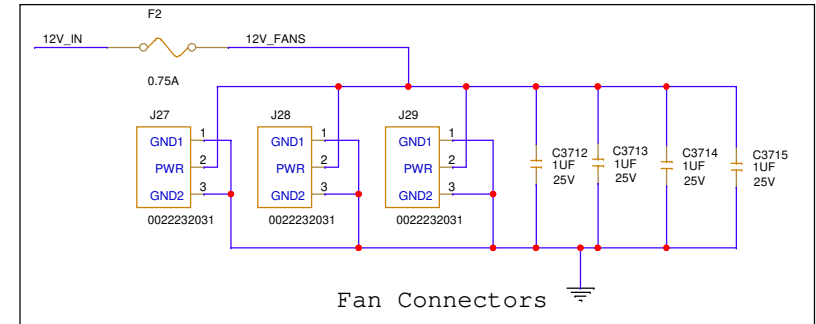 F2
12V_IN
12V_FANS
0.75A
J27
J28
J29
GND1 1
PWR 2
GND2 3
0022232031
GND1 1
PWR 2
GND2 3
0022232031
GND1 1
PWR 2
GND2 3
0022232031
C3712
1UF
25V
C3713
1UF
25V
C3714
1UF
25V
C3715
1UF
25V
Fan Connectors